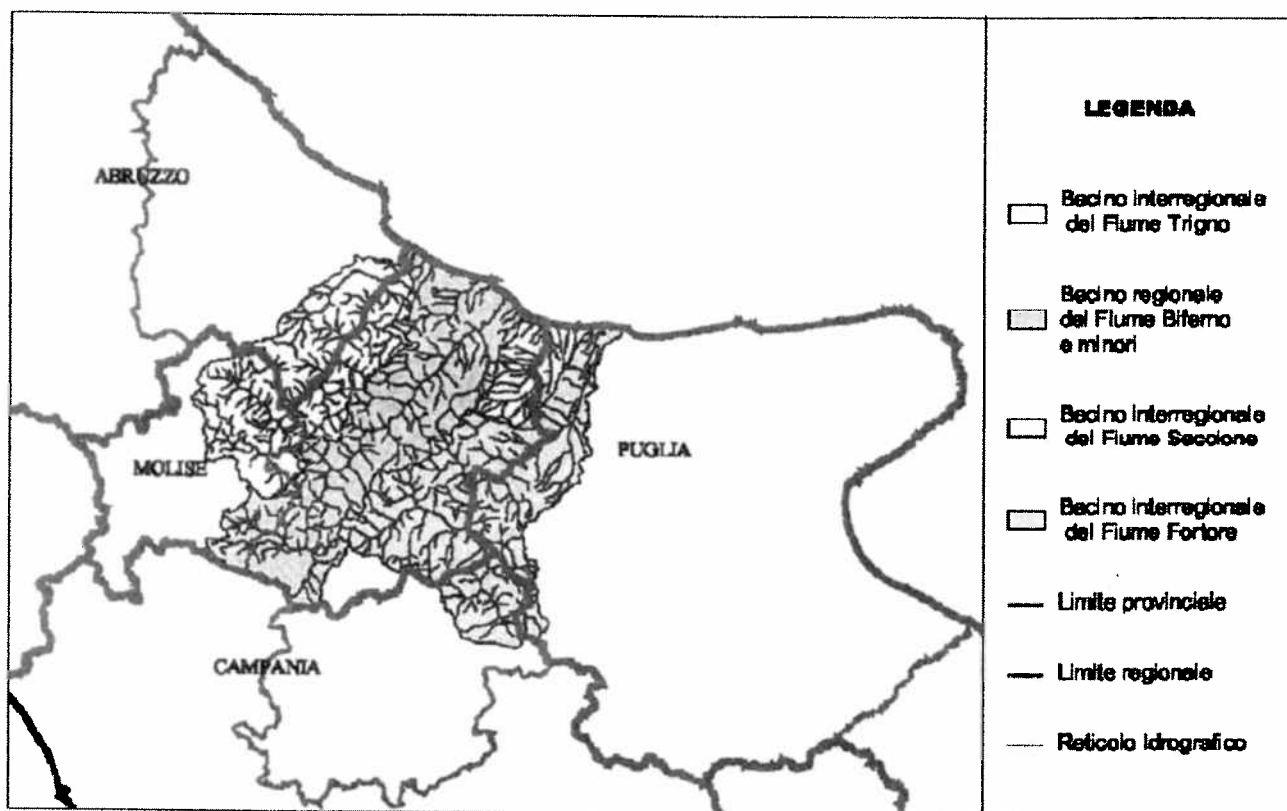 ABRUZZO
MOLISE
PUGLIA
CAMPANIA
LEGENDA
Bacino interregionale
del Fiume Trigno
Bacino regionale
del Fiume Biferno
e minori
Bacino interregionale
del Fiume Saccione
Bacino interregionale
del Fiume Fortore
Limite provinciale
Limite regionale
Reticolo Idrografico